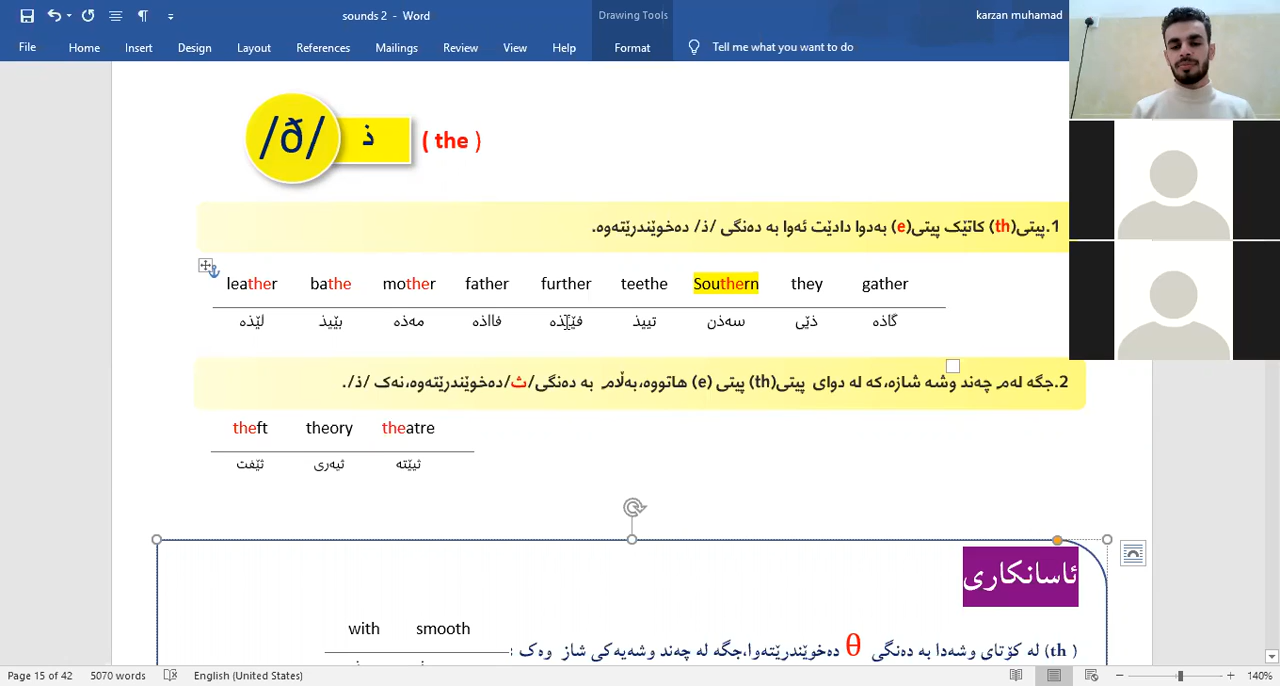 sounds 2 - Word
Drawing Tools
karzan muhamad
File Home Insert Design Layout References Mailings Review View Help Format Tell me what you want to do
/ð/ ذ ( the )
1.پیتی(th) کاتێک پیتی(e) بەدوا دادێت ئەوا بە دەنگی /ذ/ دەخوێندرێتەوە.
leather bathe mother father further teethe Southern they gather
لێذە بێیذ مەذە فااذە فێڕذە تییذ سەذن ذێی گاذە
2.جگە لەم چەند وشە شازە،کە لە دوای پیتی(th) پیتی (e) هاتووە،بەڵام بە دەنگی/ث/دەخوێندرێتەوە،نەک /ذ/.
theft theory theatre
ثێفت ثیەری ثیێتە
ئاسانکاری
with smooth
( th) لە کۆتای وشەدا بە دەنگی θ دەخوێندرێتەوا،جگە لە چەند وشەیەکی شاز وەک :
Page 15 of 42 5070 words English (United States) 140%